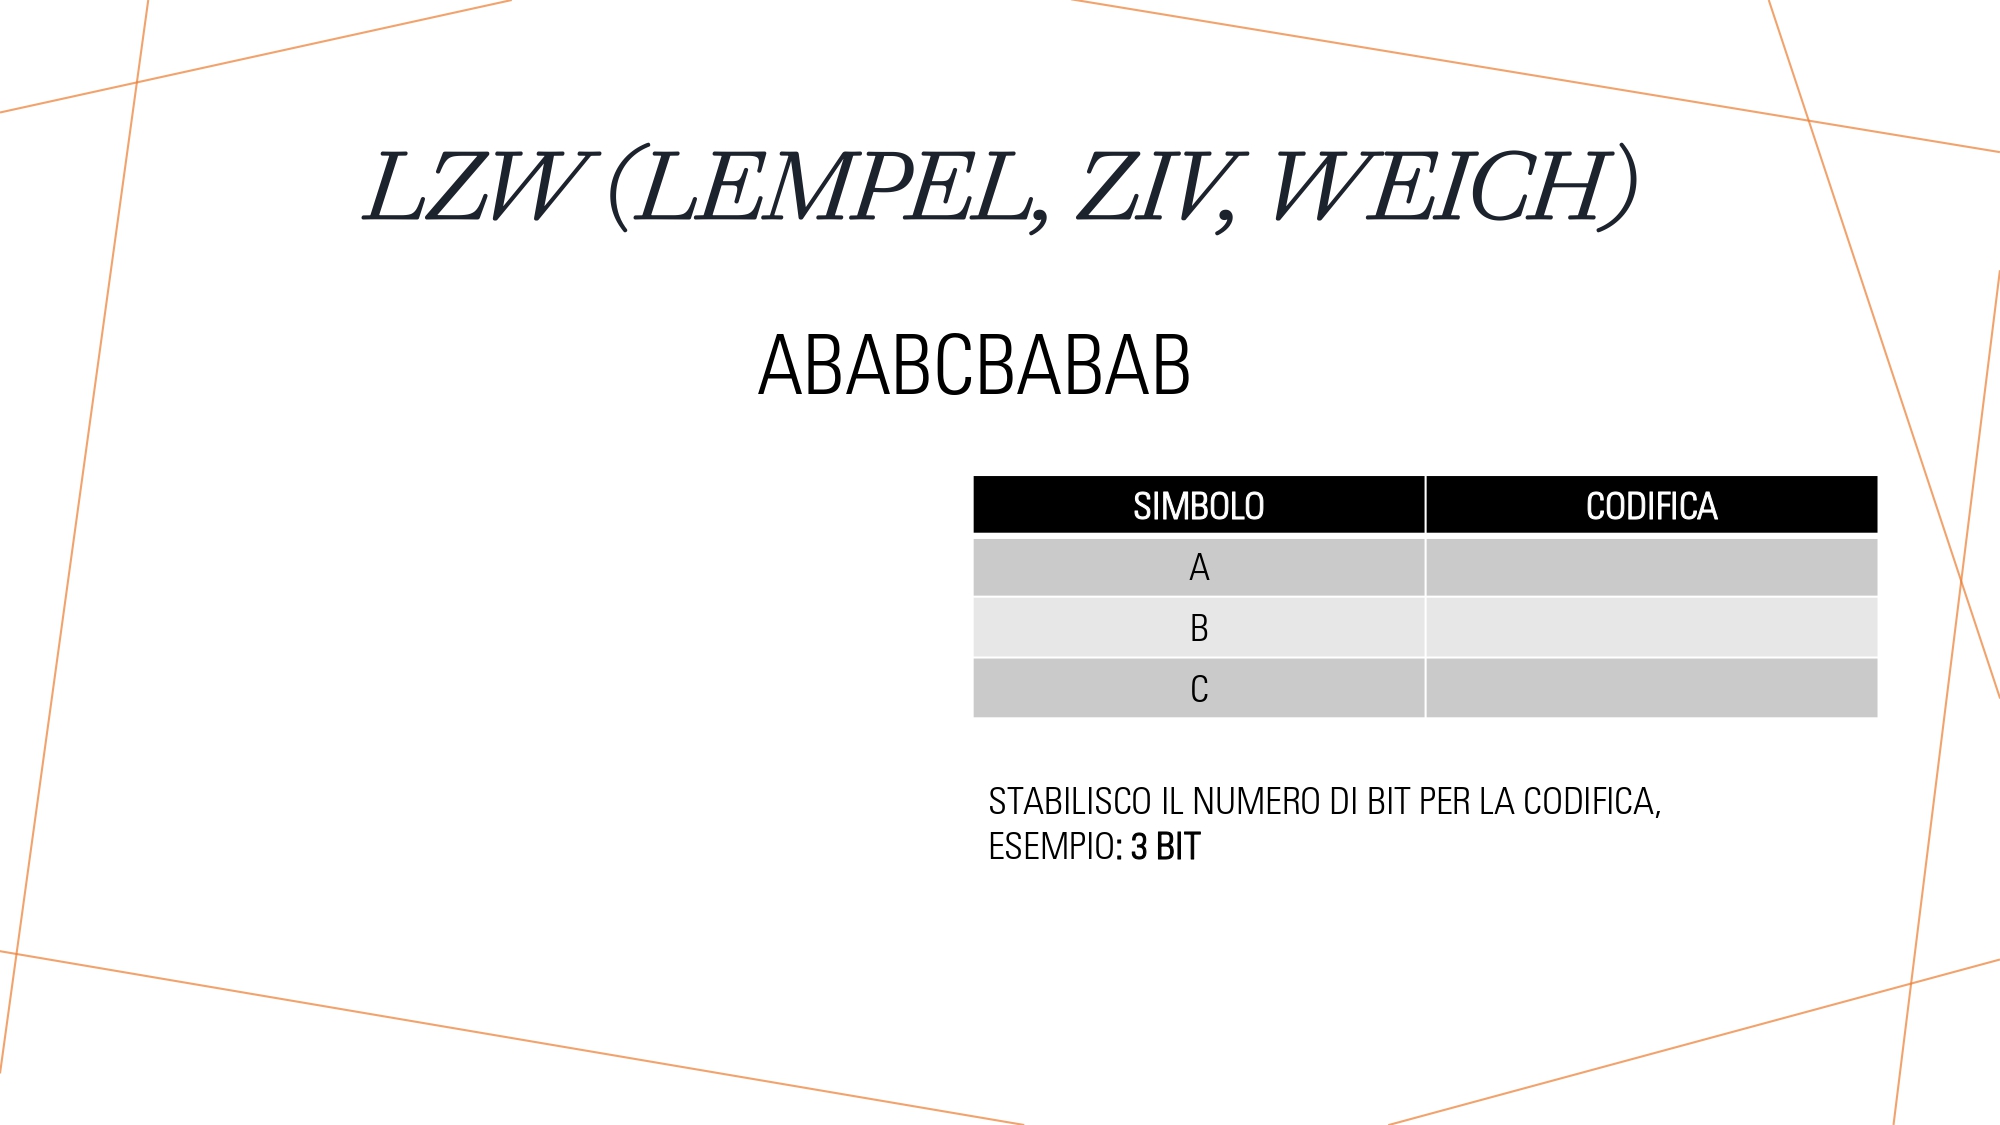 LZW (LEMPEL, ZIV, WEICH)
ABABCBABAB
SIMBOLO CODIFICA
A
B
C
STABILISCO IL NUMERO DI BIT PER LA CODIFICA,
ESEMPIO: 3 BIT